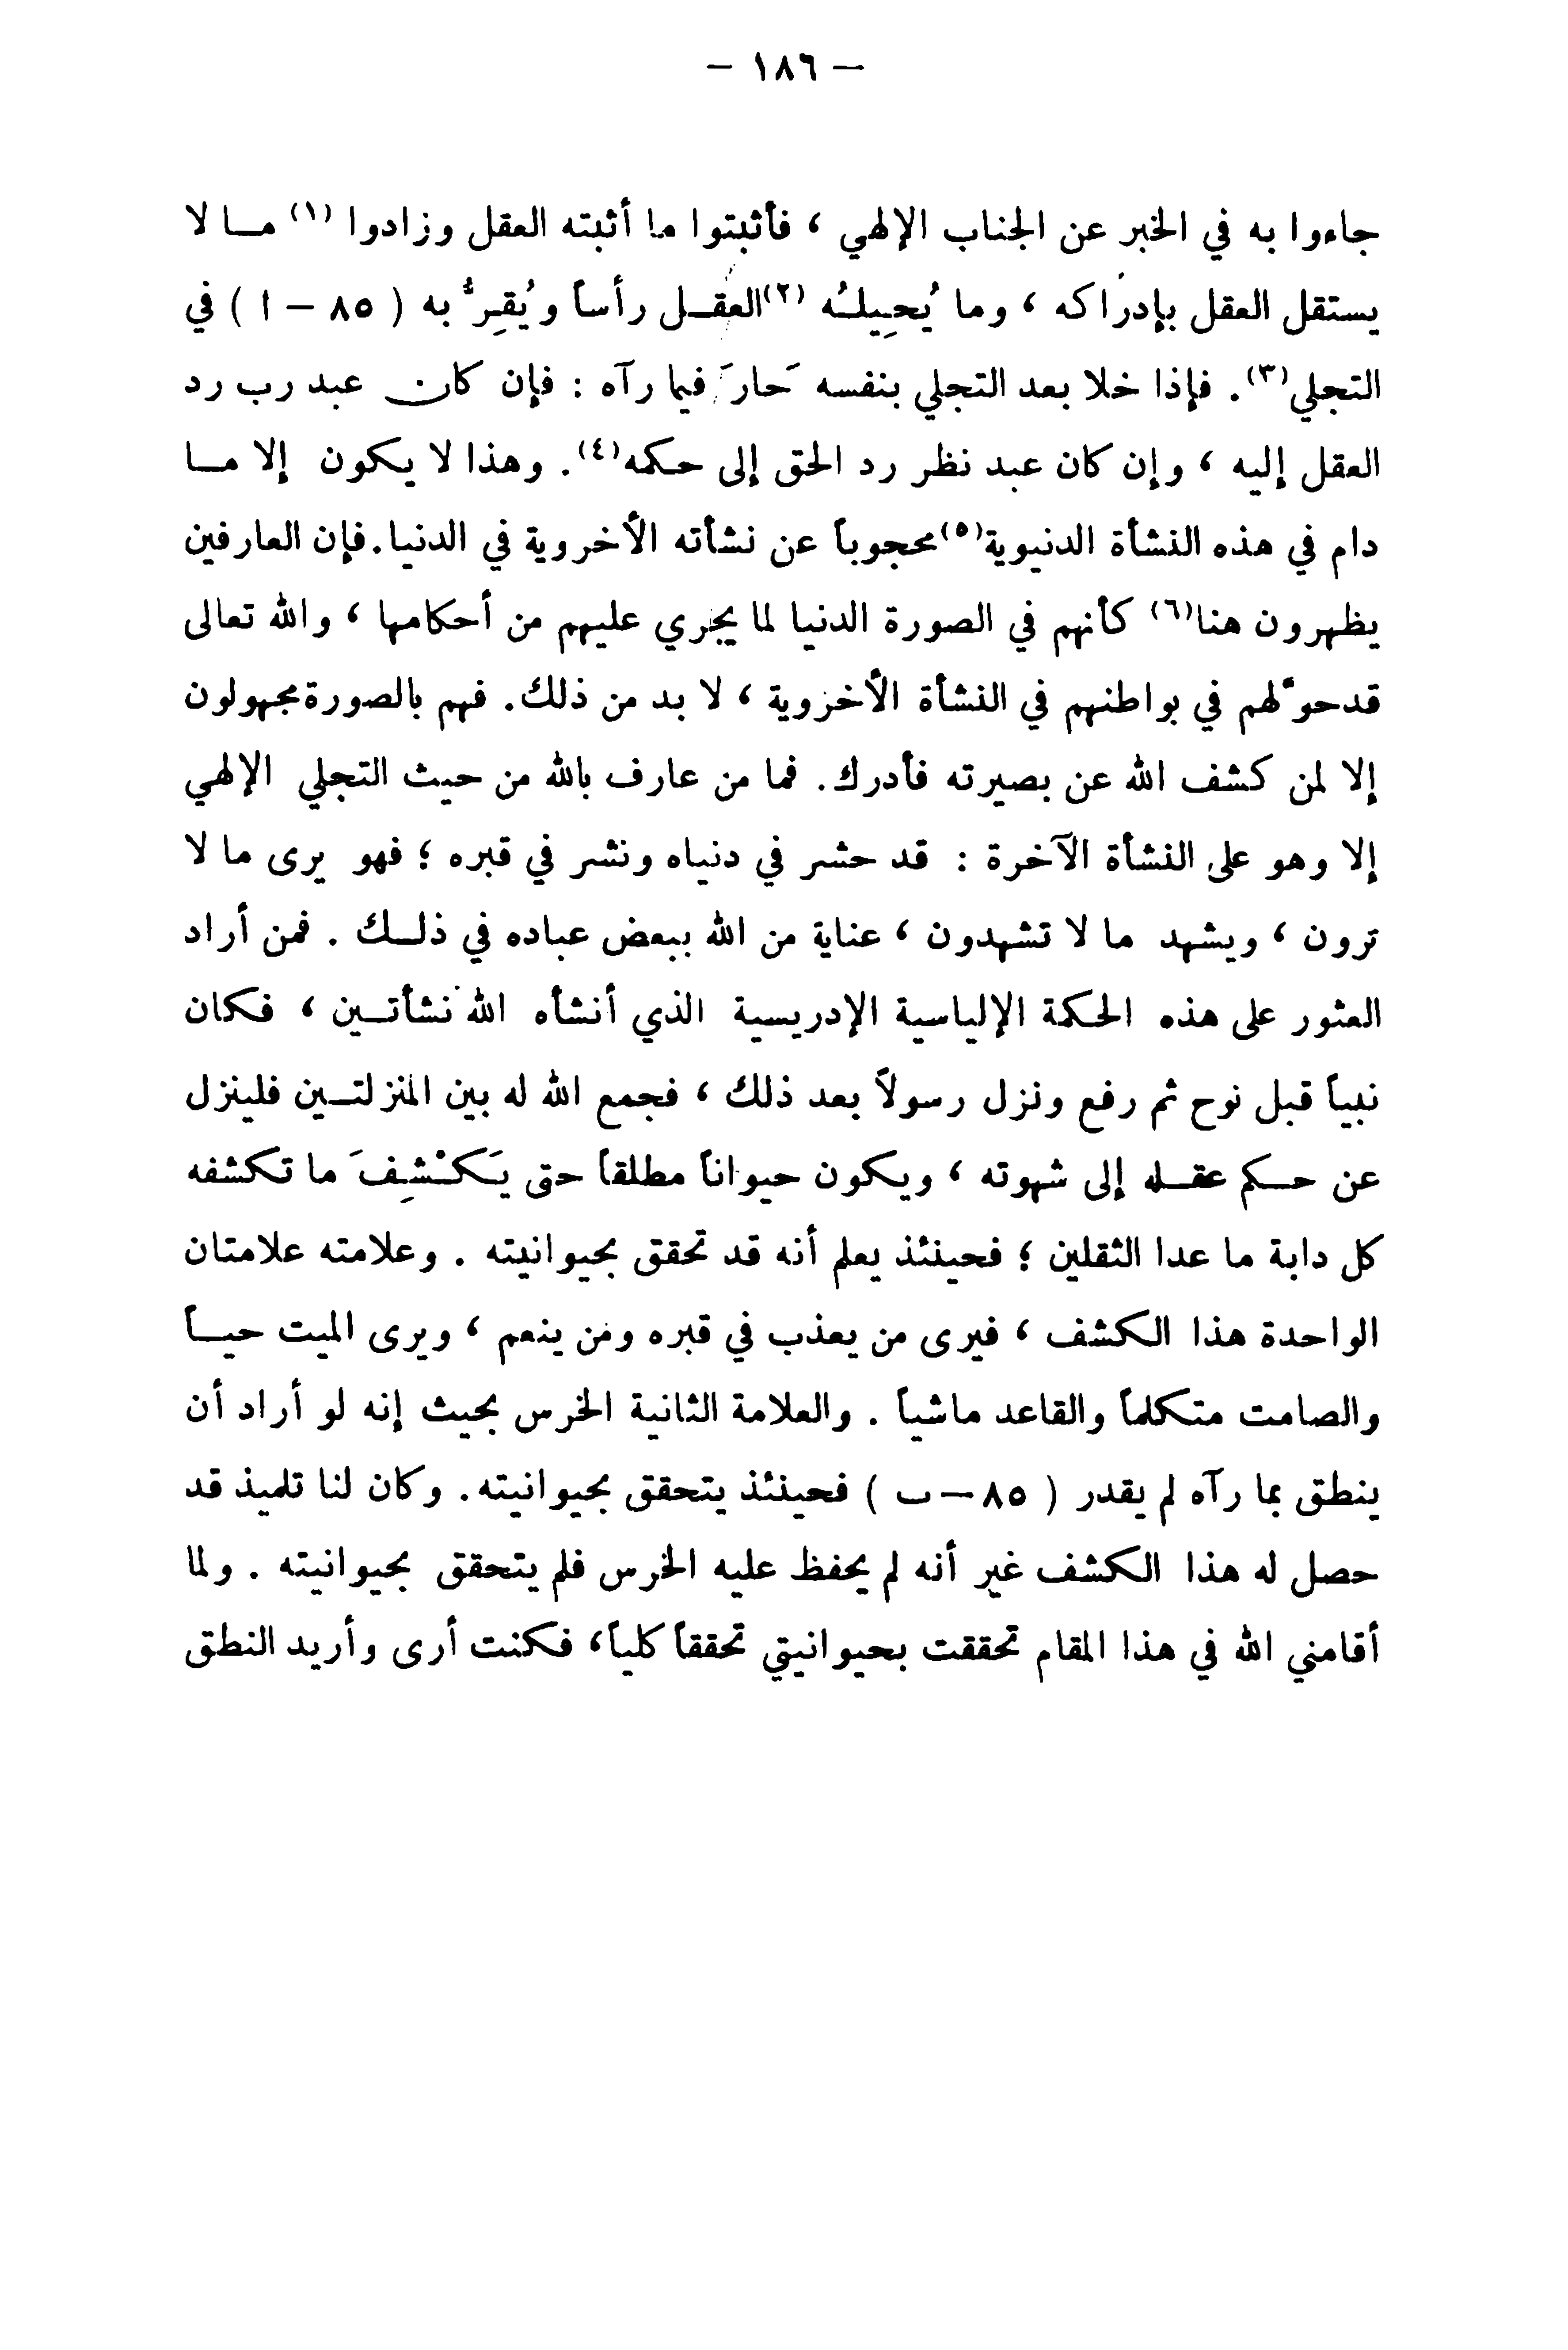 – ١٨٦ –
جاءوا به في الخبر عن الجناب الإلهي ، فأثبتوا ما أثبته العقل وزادوا (١) مـا لا
يستقل العقل بإدراكه ، وما يُحِيلُه (٢) العقـل رأساً ويُقِرُّ به ( ٨٥ – ا ) في
التجلي (٣). فإذا خلا بعد التجلي بنفسه حَارَ فيما رآه : فإن كان عبد رب رد
العقل إليه ، وإن كان عبد نظر رد الحق إلى حكمه (٤). وهذا لا يكون إلا مـا
دام في هذه النشأة الدنيوية (٥) محجوباً عن نشأته الأخروية في الدنيا. فإن العارفين
يظهرون هنا (٦) كأنهم في الصورة الدنيا لما يجري عليهم من أحكامها ، والله تعالى
قد حوَّلهم في بواطنهم في النشأة الأخروية ، لا بد من ذلك. فهم بالصورة مجهولون
إلا لمن كشف الله عن بصيرته فأدرك. فما من عارف بالله من حيث التجلي الإلهي
إلا وهو على النشأة الآخرة : قد حشر في دنياه ونشر في قبره ؛ فهو يرى ما لا
ترون ، ويشهد ما لا تشهدون ، عناية من الله ببعض عباده في ذلـك . فمن أراد
العثور على هذه الحكمة الإلياسية الإدريسية الذي أنشأه الله نشأتـين ، فكان
نبياً قبل نوح ثم رفع ونزل رسولاً بعد ذلك ، فجمع الله له بين المنزلتـين فلينزل
عن حـكم عقـله إلى شهوته ، ويكون حيواناً مطلقاً حتى يَكْشِفَ ما تكشفه
كل دابة ما عدا الثقلين ؛ فحينئذ يعلم أنه قد تحقق بحيوانيته . وعلامته علامتان
الواحدة هذا الكشف ، فيرى من يعذب في قبره ومن ينعم ، ويرى الميت حيـاً
والصامت متكلماً والقاعد ماشياً . والعلامة الثانية الخرس بحيث إنه لو أراد أن
ينطق بما رآه لم يقدر ( ٨٥ – ب ) فحينئذ يتحقق بحيوانيته. وكان لنا تلميذ قد
حصل له هذا الكشف غير أنه لم يحفظ عليه الخرس فلم يتحقق بحيوانيته . ولما
أقامني الله في هذا المقام تحققت بحيوانيتي تحققاً كلياً، فكنت أرى وأريد النطق